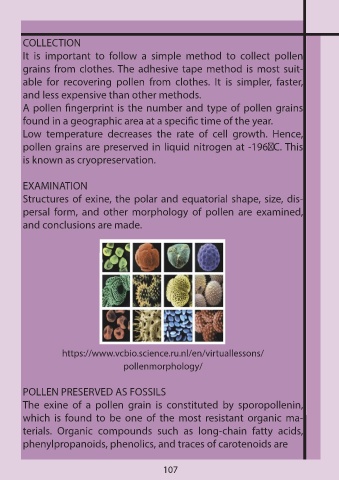 COLLECTION
It is important to follow a simple method to collect pollen
grains from clothes. The adhesive tape method is most suit-
able for recovering pollen from clothes. It is simpler, faster,
and less expensive than other methods.
A pollen fingerprint is the number and type of pollen grains
found in a geographic area at a specific time of the year.
Low temperature decreases the rate of cell growth. Hence,
pollen grains are preserved in liquid nitrogen at -196�C. This
is known as cryopreservation.
EXAMINATION
Structures of exine, the polar and equatorial shape, size, dis-
persal form, and other morphology of pollen are examined,
and conclusions are made.
https://www.vcbio.science.ru.nl/en/virtuallessons/
pollenmorphology/
POLLEN PRESERVED AS FOSSILS
The exine of a pollen grain is constituted by sporopollenin,
which is found to be one of the most resistant organic ma-
terials. Organic compounds such as long-chain fatty acids,
phenylpropanoids, phenolics, and traces of carotenoids are
107